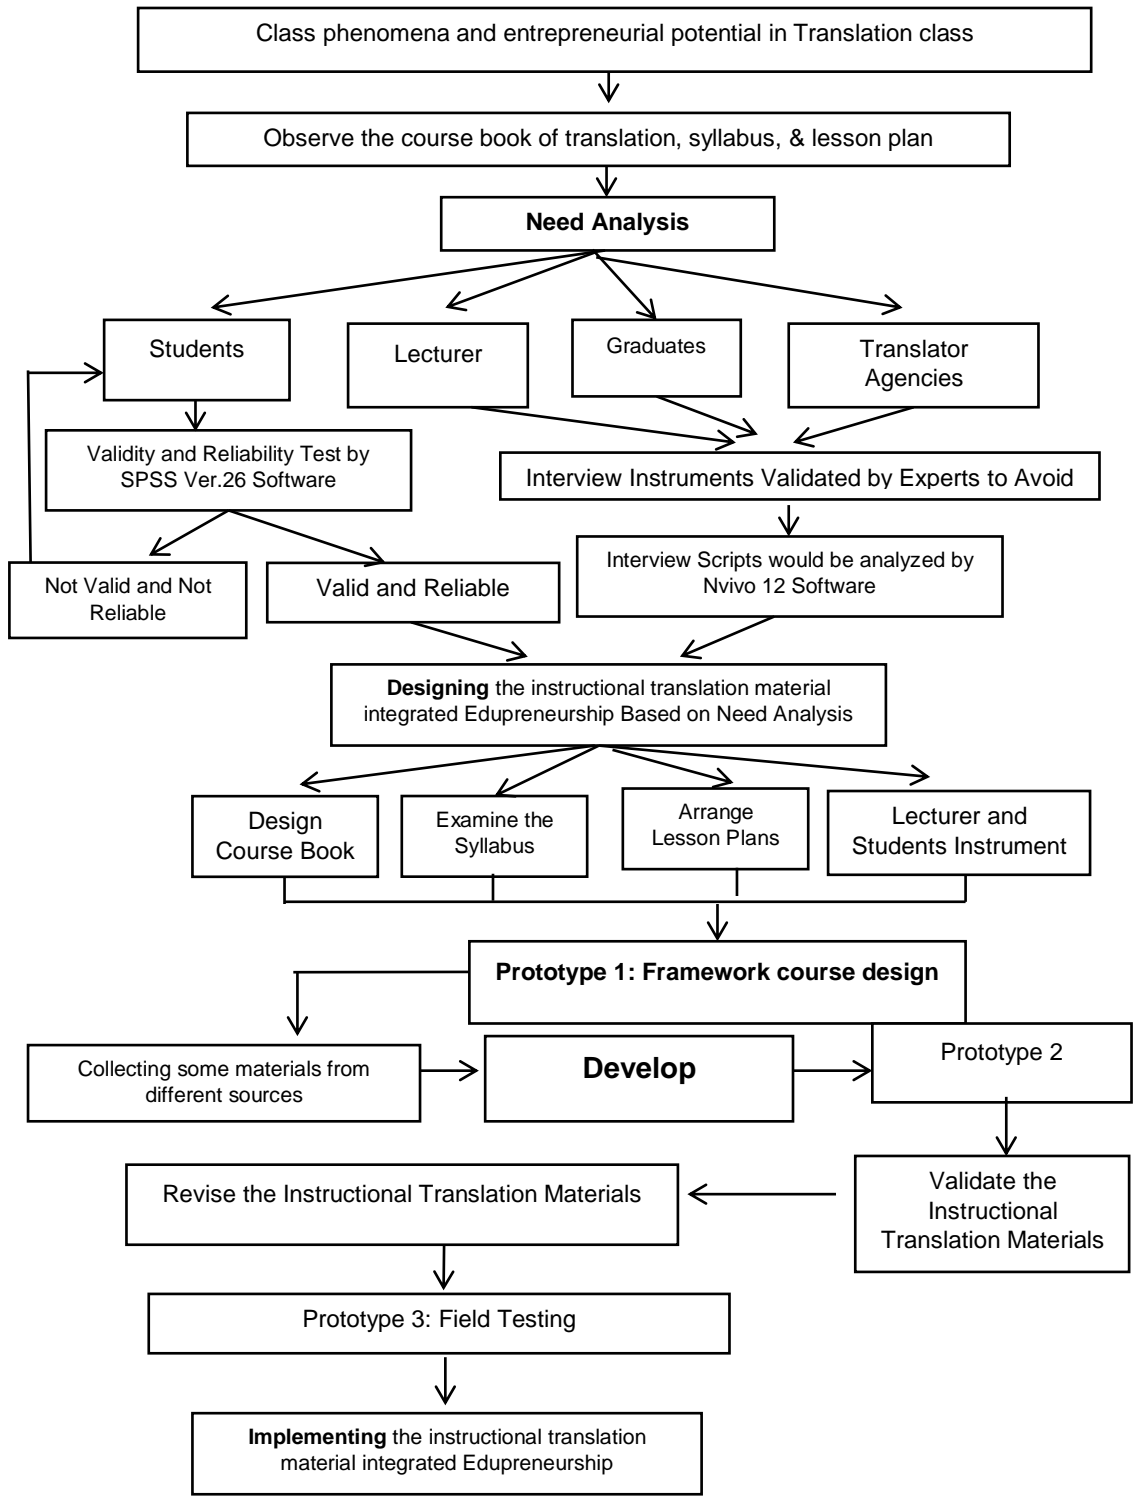 Class phenomena and entrepreneurial potential in Translation class
Observe the course book of translation, syllabus, & lesson plan
Need Analysis
Students
Lecturer
Graduates
Translator
Agencies
Validity and Reliability Test by
SPSS Ver.26 Software
Interview Instruments Validated by Experts to Avoid
Not Valid and Not
Reliable
Valid and Reliable
Interview Scripts would be analyzed by
Nvivo 12 Software
Designing the instructional translation material
integrated Edupreneurship Based on Need Analysis
Design
Course Book
Examine the
Syllabus
Arrange
Lesson Plans
Lecturer and
Students Instrument
Prototype 1: Framework course design
Collecting some materials from
different sources
Develop
Prototype 2
Validate the
Instructional
Translation Materials
Revise the Instructional Translation Materials
Prototype 3: Field Testing
Implementing the instructional translation
material integrated Edupreneurship